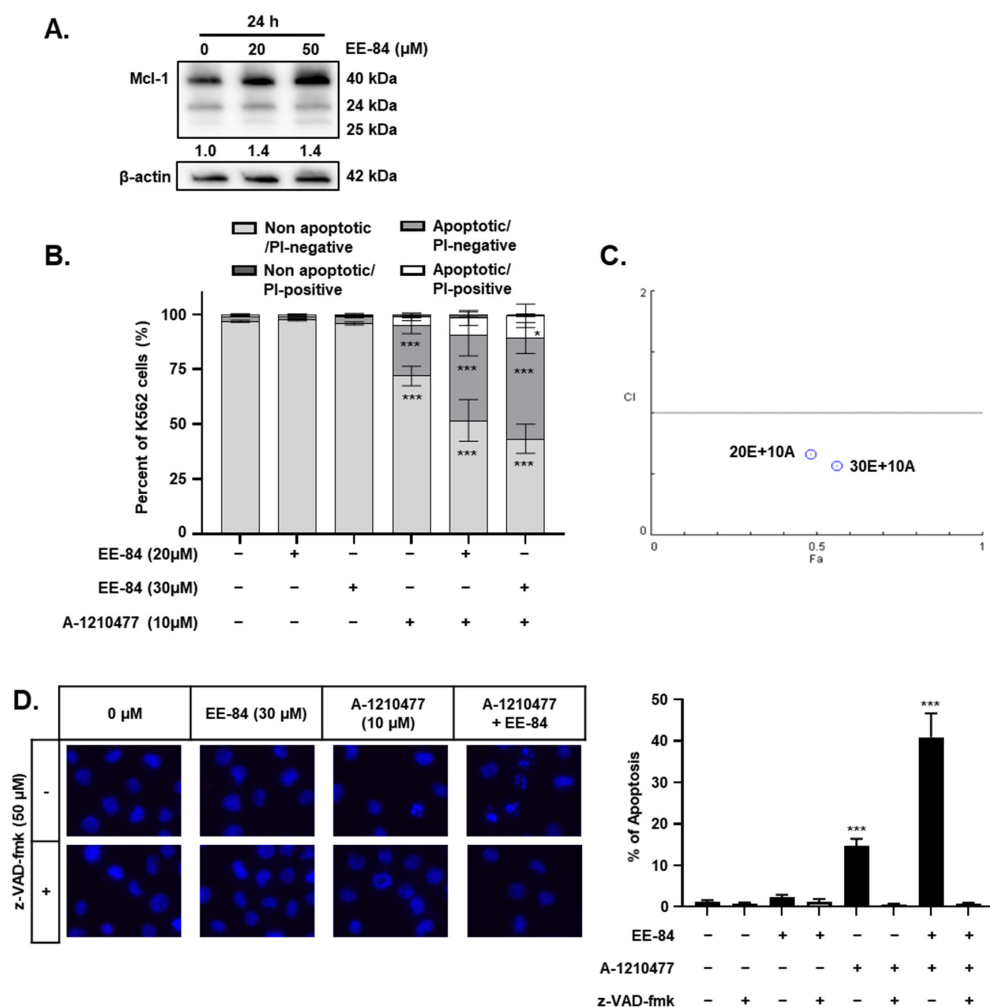 A.
24 h
0 20 50 EE-84 (µM)
Mcl-1 40 kDa
24 kDa
25 kDa
1.0 1.4 1.4
β-actin 42 kDa
B.
Non apoptotic
/PI-negative
Apoptotic/
PI-negative
Non apoptotic/
PI-positive
Apoptotic/
PI-positive
Percent of K562 cells (%)
100
75
50
25
0
***
***
***
***
*
***
***
EE-84 (20µM) – + – – + –
EE-84 (30µM) – – + – – +
A-1210477 (10µM) – – – + + +
C.
2
CI
0
20E+10A
30E+10A
0 0.5 1
Fa
D.
0 µM
EE-84 (30 µM)
A-1210477
(10 µM)
A-1210477
+ EE-84
z-VAD-fmk (50 µM)
-
+
% of Apoptosis
50
40
30
20
10
0
***
***
EE-84 – – + + – – + +
A-1210477 – – – – + + + +
z-VAD-fmk – + – + – + – +